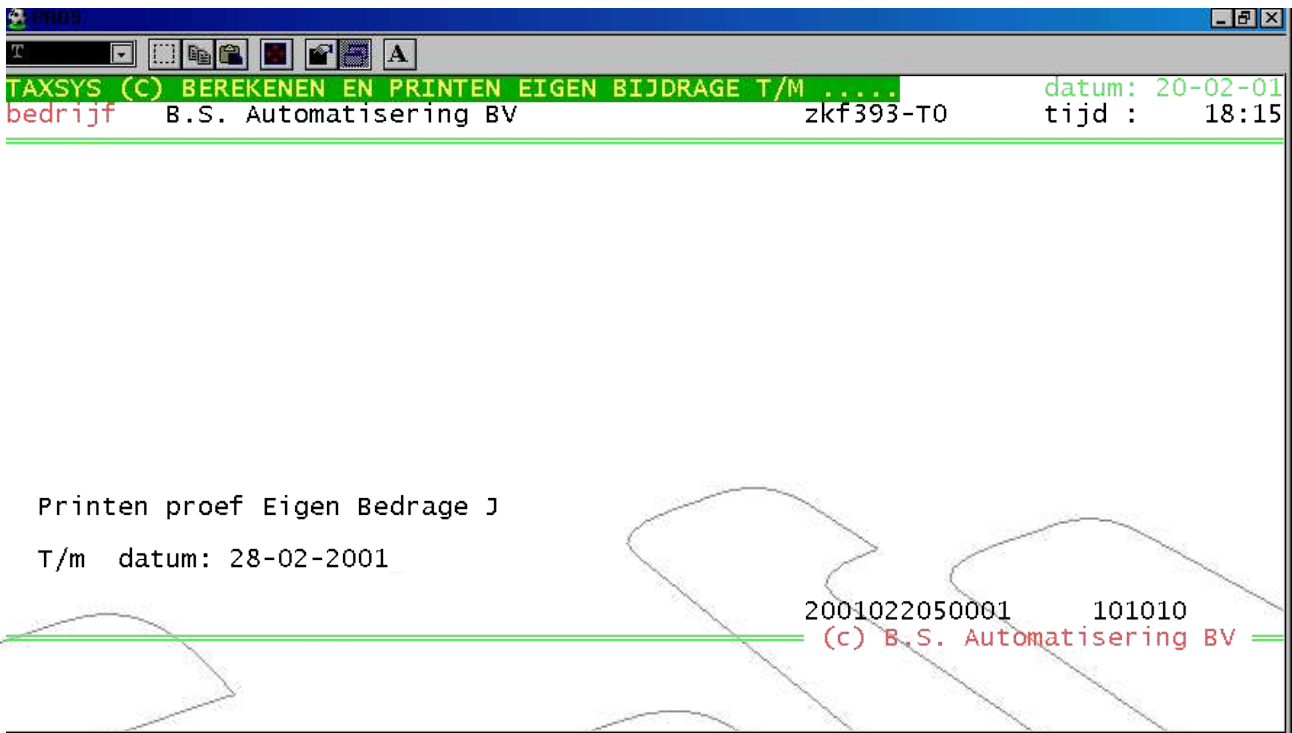 PROS
T
A
TAXSYS (C) BEREKENEN EN PRINTEN EIGEN BIJDRAGE T/M ..... datum: 20-02-01
bedrijf B.S. Automatisering BV zkf393-T0 tijd : 18:15
Printen proef Eigen Bedrage J
T/m datum: 28-02-2001
2001022050001 101010
(c) B.S. Automatisering BV